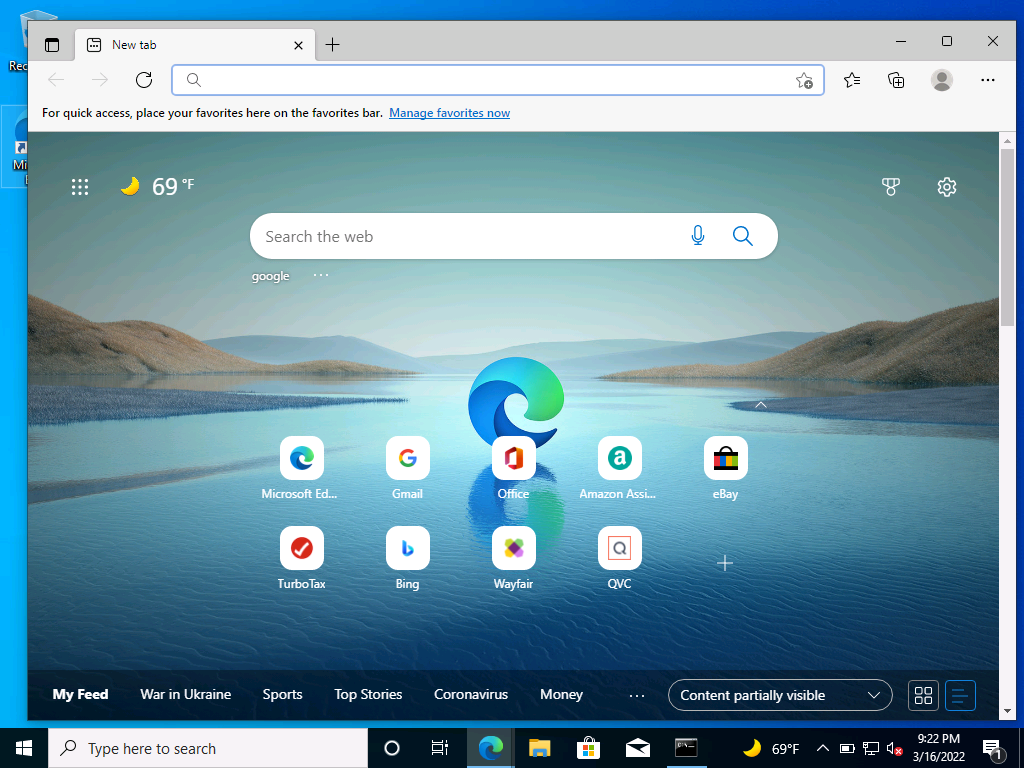 New tab
For quick access, place your favorites here on the favorites bar. Manage favorites now
69 °F
Search the web
google
Microsoft Ed...
Gmail
Office
Amazon Assi...
eBay
TurboTax
Bing
Wayfair
QVC
My Feed
War in Ukraine
Sports
Top Stories
Coronavirus
Money
Content partially visible
Type here to search
69°F
9:22 PM
3/16/2022
1